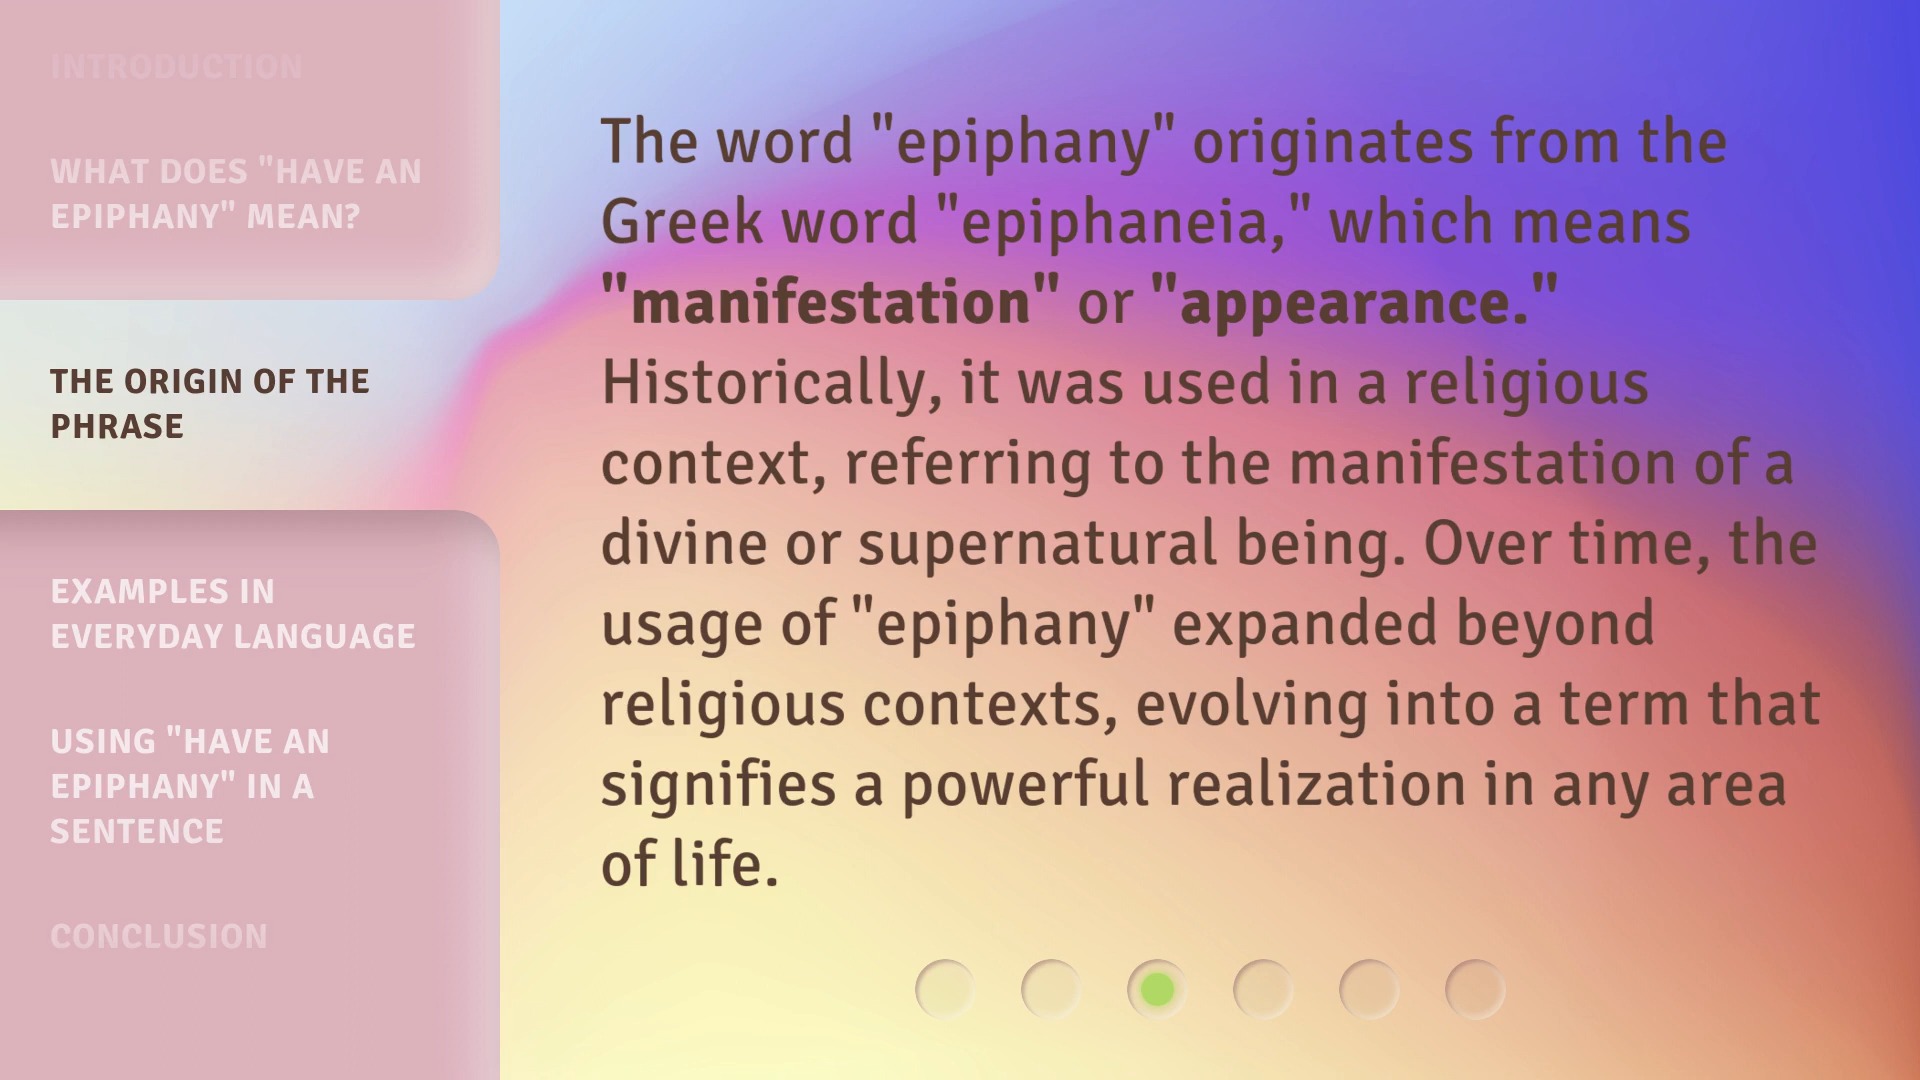 INTRODUCTION
WHAT DOES "HAVE AN
EPIPHANY" MEAN?
THE ORIGIN OF THE
PHRASE
EXAMPLES IN
EVERYDAY LANGUAGE
USING "HAVE AN
EPIPHANY" IN A
SENTENCE
CONCLUSION
The word "epiphany" originates from the
Greek word "epiphaneia," which means
"manifestation" or "appearance."
Historically, it was used in a religious
context, referring to the manifestation of a
divine or supernatural being. Over time, the
usage of "epiphany" expanded beyond
religious contexts, evolving into a term that
signifies a powerful realization in any area
of life.